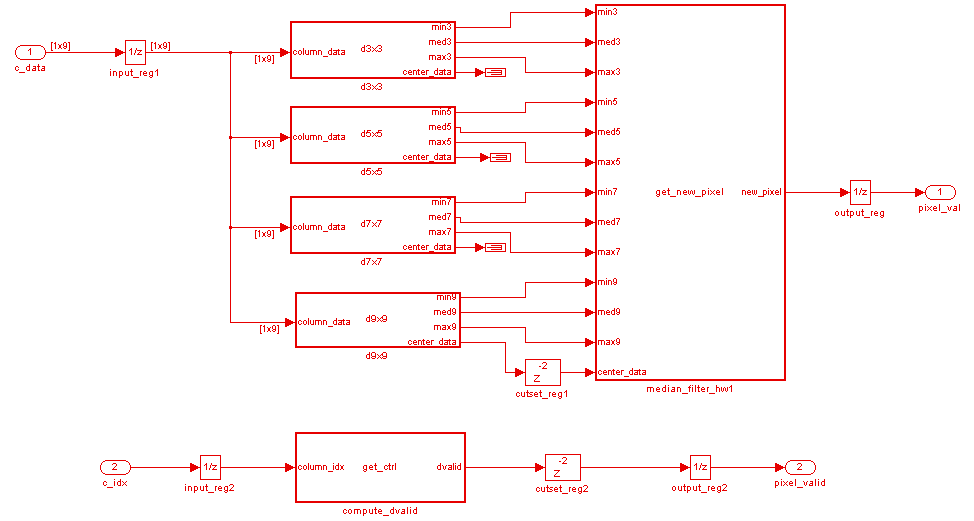 1
c_data
[1x9]
1/z
input_reg1
[1x9]
[1x9]
column_data
d3x3
min3
med3
max3
center_data
d3x3
[1x9]
column_data
d5x5
min5
med5
max5
center_data
d5x5
[1x9]
column_data
d7x7
min7
med7
max7
center_data
d7x7
[1x9]
column_data
d9x9
min9
med9
max9
center_data
d9x9
-2
Z
cutset_reg1
min3
med3
max3
min5
med5
max5
min7
med7
max7
min9
med9
max9
center_data
get_new_pixel
new_pixel
median_filter_hw1
1/z
output_reg
1
pixel_val
2
c_idx
1/z
input_reg2
column_idx
get_ctrl
dvalid
compute_dvalid
-2
Z
cutset_reg2
1/z
output_reg2
2
pixel_valid